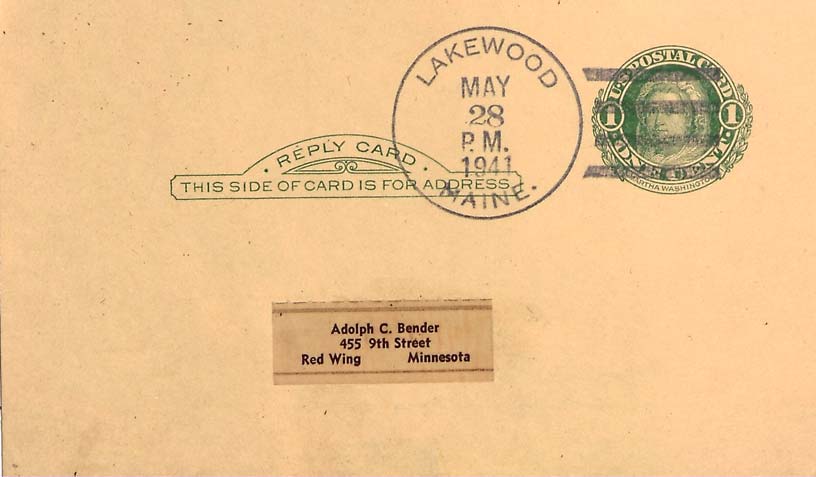 LAKEWOOD
MAY
28
P.M.
1941
MAINE.
U.S. POSTAL CARD
1 1
ONE CENT.
MARTHA WASHINGTON
· REPLY CARD ·
THIS SIDE OF CARD IS FOR ADDRESS
Adolph C. Bender
455 9th Street
Red Wing Minnesota